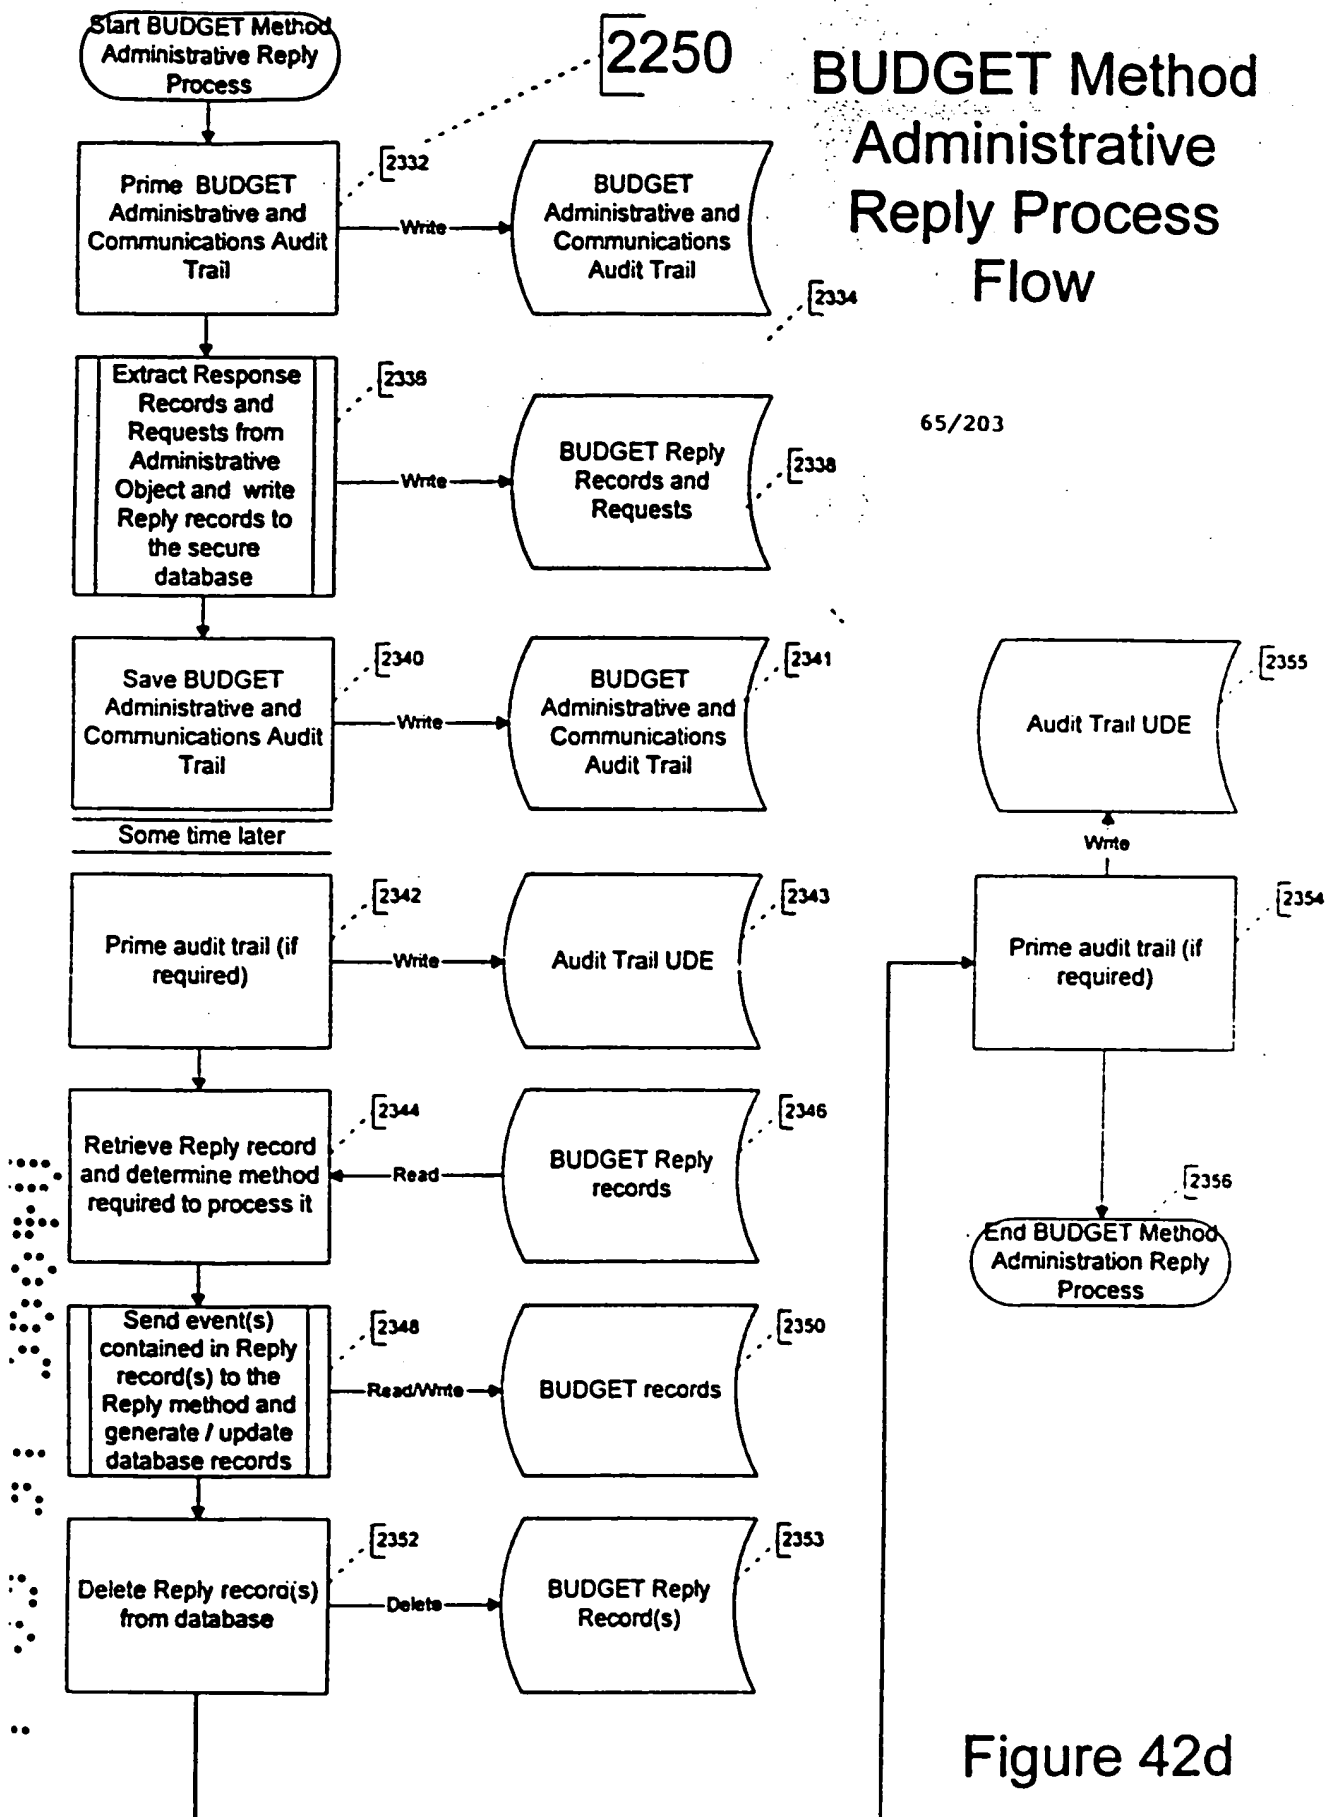 Start BUDGET Method
Administrative Reply
Process
2250
BUDGET Method
Administrative
Reply Process
Flow
Prime BUDGET
Administrative and
Communications Audit
Trail
2332
Write
BUDGET
Administrative and
Communications
Audit Trail
2334
Extract Response
Records and
Requests from
Administrative
Object and write
Reply records to
the secure
database
2336
Write
BUDGET Reply
Records and
Requests
2338
65/203
Save BUDGET
Administrative and
Communications Audit
Trail
2340
Write
BUDGET
Administrative and
Communications
Audit Trail
2341
Some time later
Prime audit trail (if
required)
2342
Write
Audit Trail UDE
2343
Retrieve Reply record
and determine method
required to process it
2344
Read
BUDGET Reply
records
2346
Send event(s)
contained in Reply
record(s) to the
Reply method and
generate / update
database records
2348
Read/Write
BUDGET records
2350
Delete Reply record(s)
from database
2352
Delete
BUDGET Reply
Record(s)
2353
Audit Trail UDE
2355
Write
Prime audit trail (if
required)
2354
2356
End BUDGET Method
Administration Reply
Process
Figure 42d